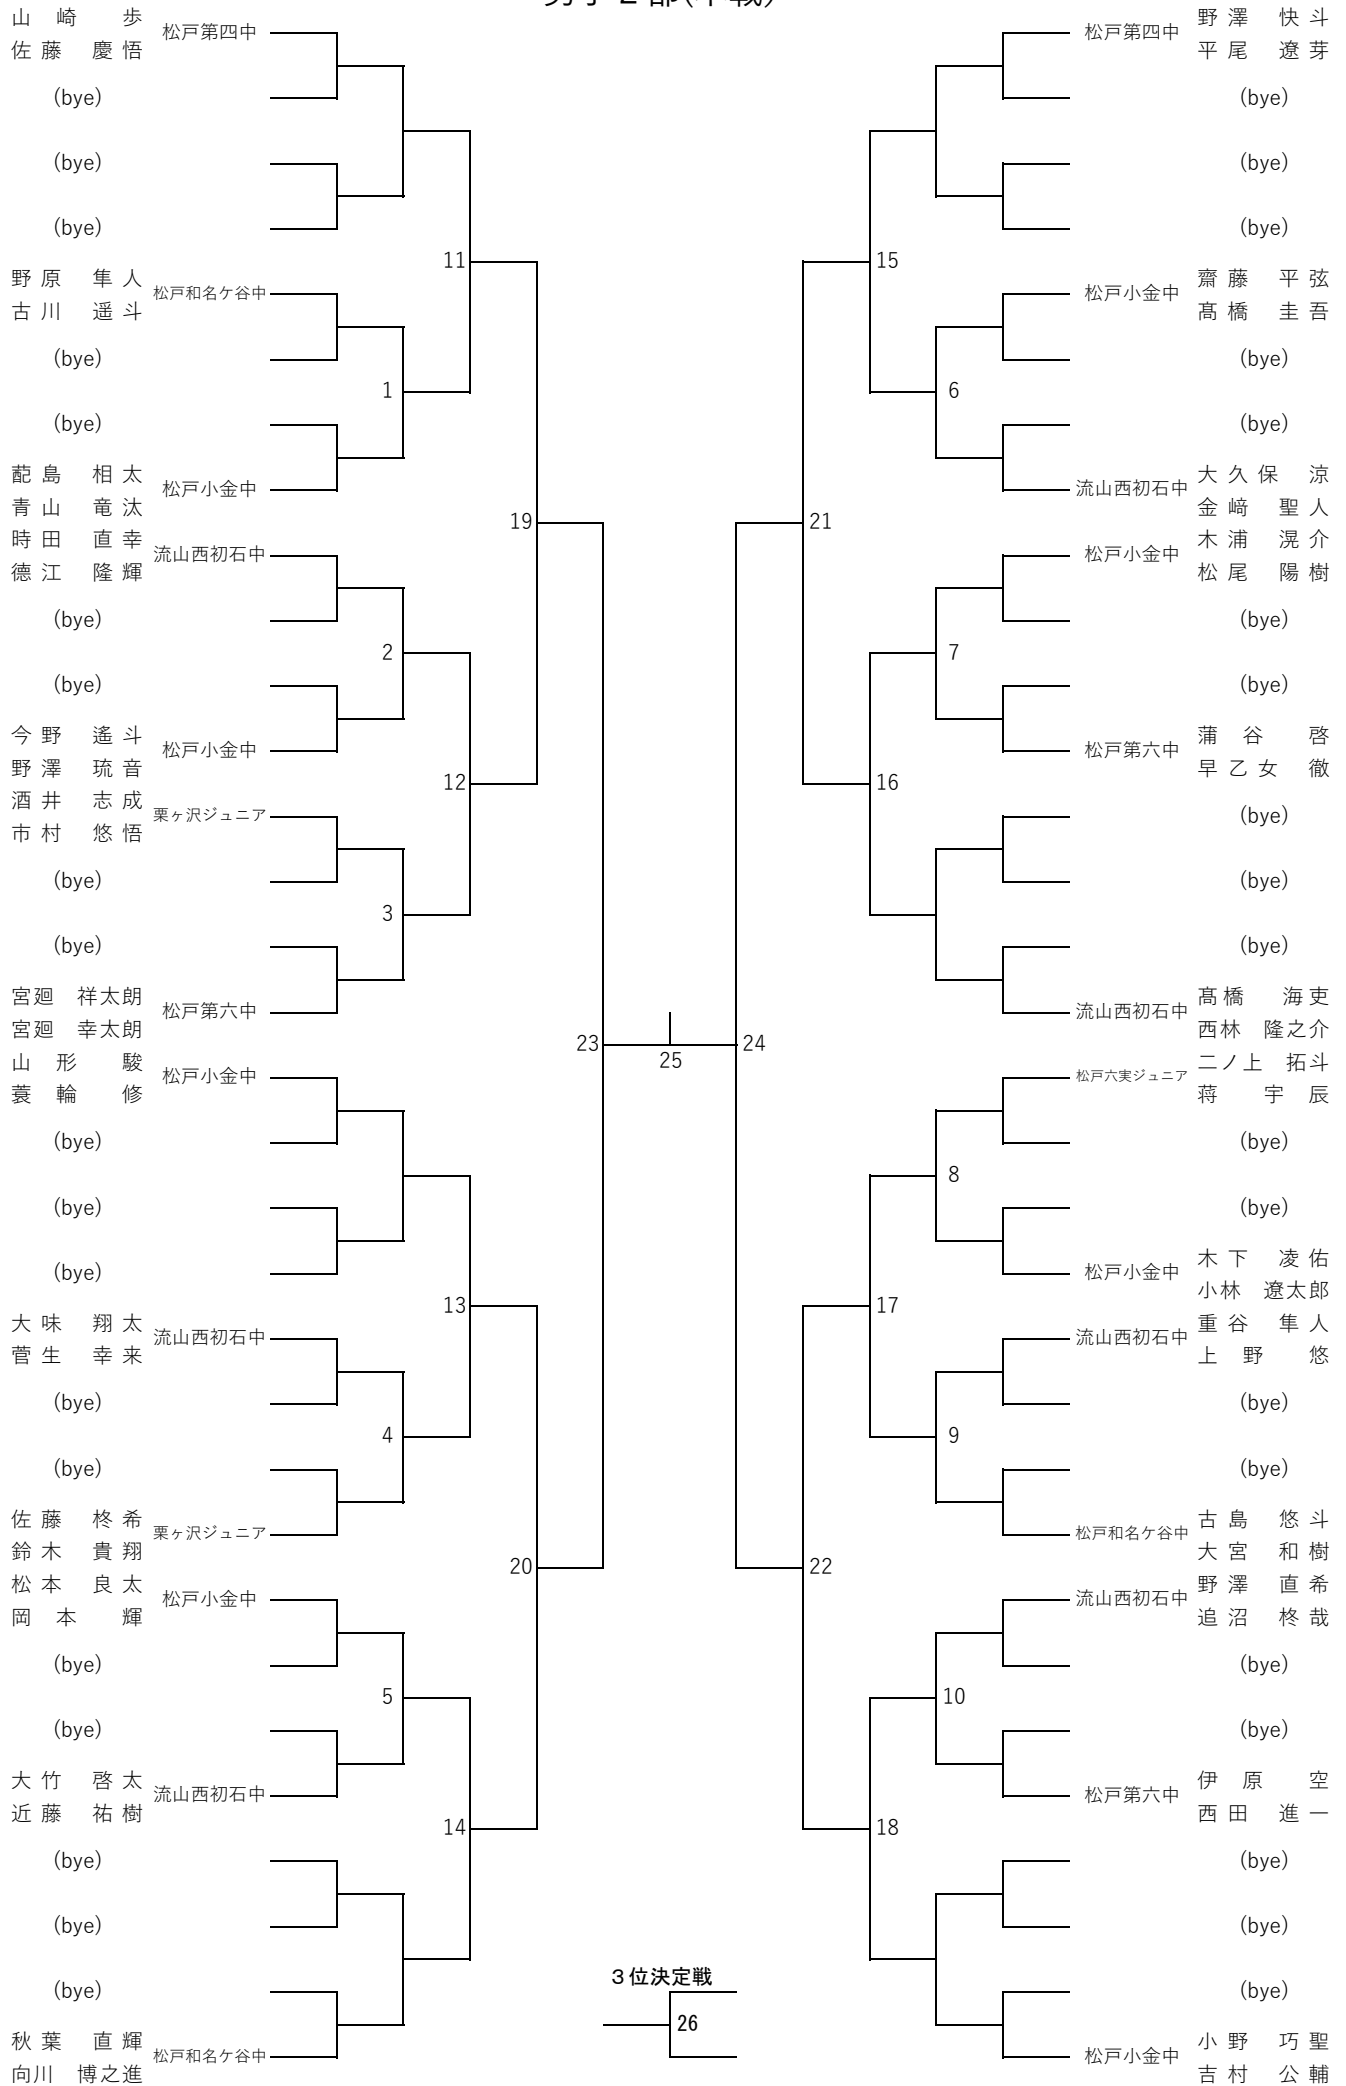 山崎 歩 松戸第四中
佐藤 慶悟
(bye)
(bye)
(bye)
11
野原 隼人 松戸和名ケ谷中
古川 遥斗
(bye)
1
(bye)
蓜島 相太 松戸小金中
青山 竜汰
19
時田 直幸 流山西初石中
德江 隆輝
(bye)
2
(bye)
今野 遙斗 松戸小金中
野澤 琉音
12
酒井 志成 栗ヶ沢ジュニア
市村 悠悟
(bye)
3
(bye)
宮廻 祥太朗 松戸第六中
宮廻 幸太朗
23
25
24
山形 駿 松戸小金中
蓑輪 修
(bye)
(bye)
(bye)
13
大味 翔太 流山西初石中
菅生 幸来
(bye)
4
(bye)
佐藤 柊希 栗ヶ沢ジュニア
鈴木 貴翔
20
松本 良太 松戸小金中
岡本 輝
(bye)
5
(bye)
大竹 啓太 流山西初石中
近藤 祐樹
14
(bye)
(bye)
(bye)
秋葉 直輝 松戸和名ケ谷中
向川 博之進
松戸第四中 野澤 快斗
平尾 遼芽
(bye)
(bye)
(bye)
15
松戸小金中 齋藤 平弦
髙橋 圭吾
(bye)
6
(bye)
流山西初石中 大久保 涼
金﨑 聖人
21
松戸小金中 木浦 滉介
松尾 陽樹
(bye)
7
(bye)
松戸第六中 蒲谷 啓
早乙女 徹
16
(bye)
(bye)
(bye)
流山西初石中 髙橋 海吏
西林 隆之介
松戸六実ジュニア 二ノ上 拓斗
蒋 宇辰
(bye)
8
(bye)
松戸小金中 木下 凌佑
小林 遼太郎
17
流山西初石中 重谷 隼人
上野 悠
(bye)
9
(bye)
松戸和名ケ谷中 古島 悠斗
大宮 和樹
22
流山西初石中 野澤 直希
追沼 柊哉
(bye)
10
(bye)
松戸第六中 伊原 空
西田 進一
18
(bye)
(bye)
(bye)
松戸小金中 小野 巧聖
吉村 公輔
３位決定戦
26